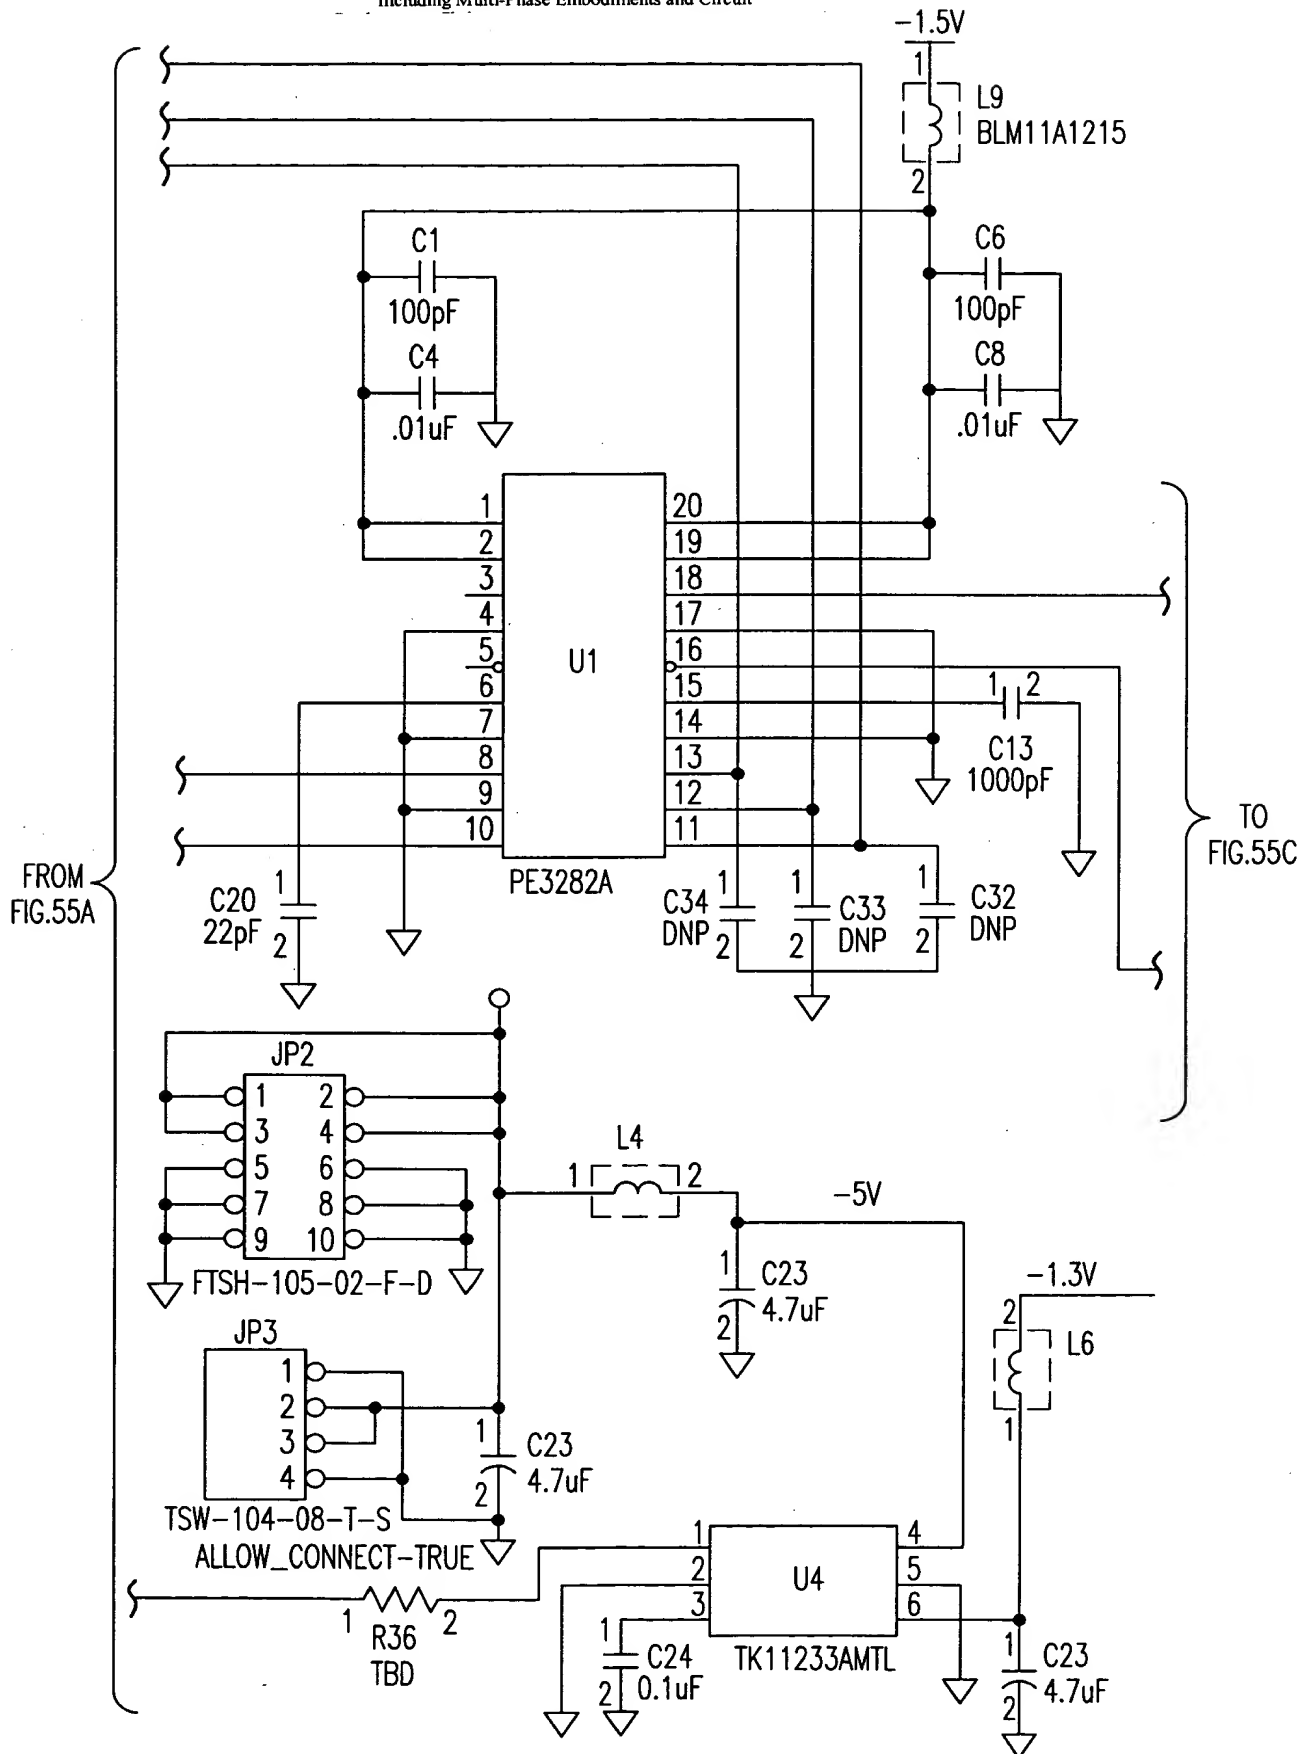 Including Multi-Phase Embodiments and Circuit
-1.5V
1
L9
BLM11A1215
2
C1
100pF
C6
100pF
C4
.01uF
C8
.01uF
1 20
2 19
3 18
4 17
5 16
6 15
7 14
8 13
9 12
10 11
U1
PE3282A
1 2
C13
1000pF
TO
FIG.55C
FROM
FIG.55A
1
C20
22pF
2
1
C34
DNP
2
1
C33
DNP
2
1
C32
DNP
2
JP2
1 2
3 4
5 6
7 8
9 10
FTSH-105-02-F-D
L4
1 2
-5V
1
C23
4.7uF
2
-1.3V
2
L6
1
JP3
1
2
3
4
TSW-104-08-T-S
ALLOW_CONNECT-TRUE
1
C23
4.7uF
2
1 4
2 5
3 6
U4
TK11233AMTL
1 2
R36
TBD
1
C24
0.1uF
2
1
C23
4.7uF
2